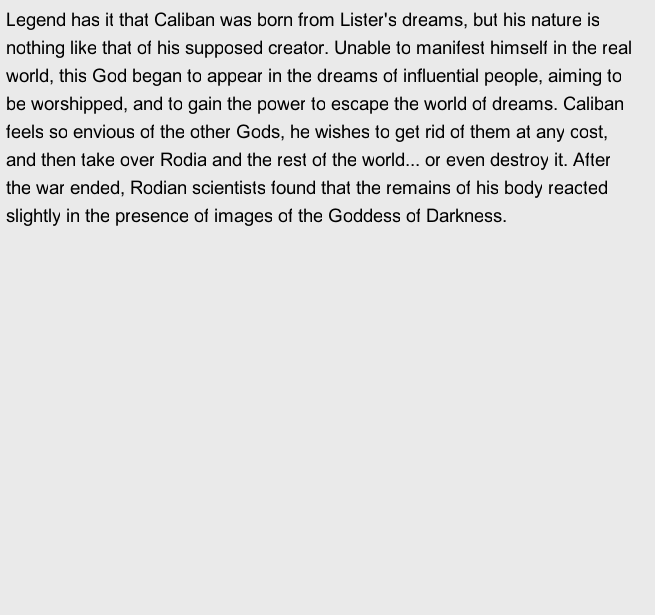 Legend has it that Caliban was born from Lister's dreams, but his nature is
nothing like that of his supposed creator. Unable to manifest himself in the real
world, this God began to appear in the dreams of influential people, aiming to
be worshipped, and to gain the power to escape the world of dreams. Caliban
feels so envious of the other Gods, he wishes to get rid of them at any cost,
and then take over Rodia and the rest of the world... or even destroy it. After
the war ended, Rodian scientists found that the remains of his body reacted
slightly in the presence of images of the Goddess of Darkness.